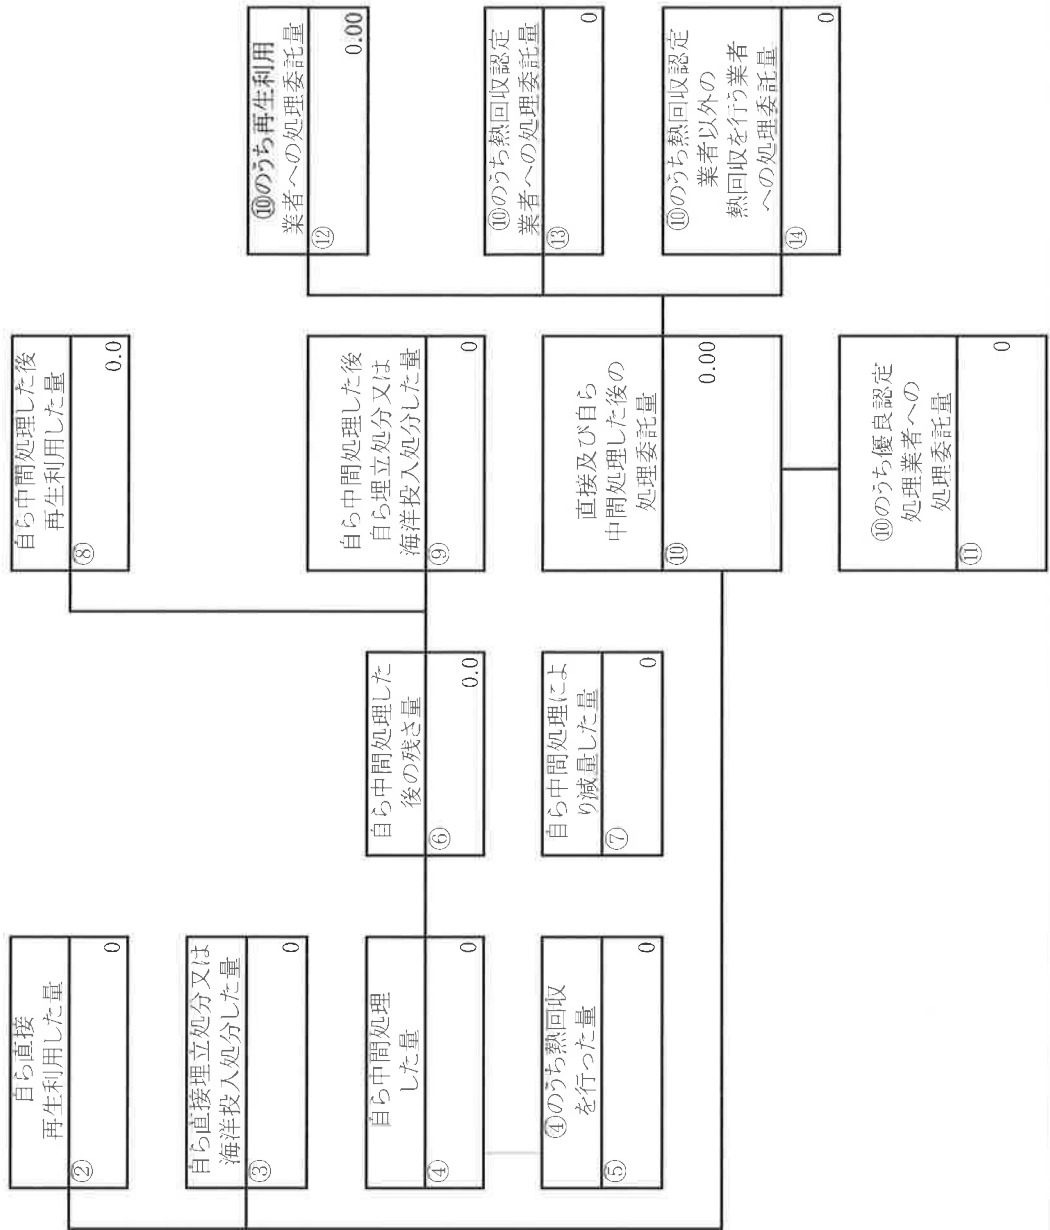 自ら直接
再生利用した量
②
0
自ら直接埋立処分又は
海洋投入処分した量
③
0
自ら中間処理
した量
④
0
④のうち熱回収
を行った量
⑤
0
自ら中間処理した
後の残さ量
⑥
0.0
自ら中間処理によ
り減量した量
⑦
0
自ら中間処理した後
再生利用した量
⑧
0.0
自ら中間処理した後
自ら埋立処分又は
海洋投入処分した量
⑨
0
直接及び自ら
中間処理した後の
処理委託量
⑩
0.00
⑩のうち優良認定
処理業者への
処理委託量
⑪
0
⑩のうち再生利用
業者への処理委託量
⑫
0.00
⑩のうち熱回収認定
業者への処理委託量
⑬
0
⑩のうち熱回収認定
業者以外の
熱回収を行う業者
への処理委託量
⑭
0